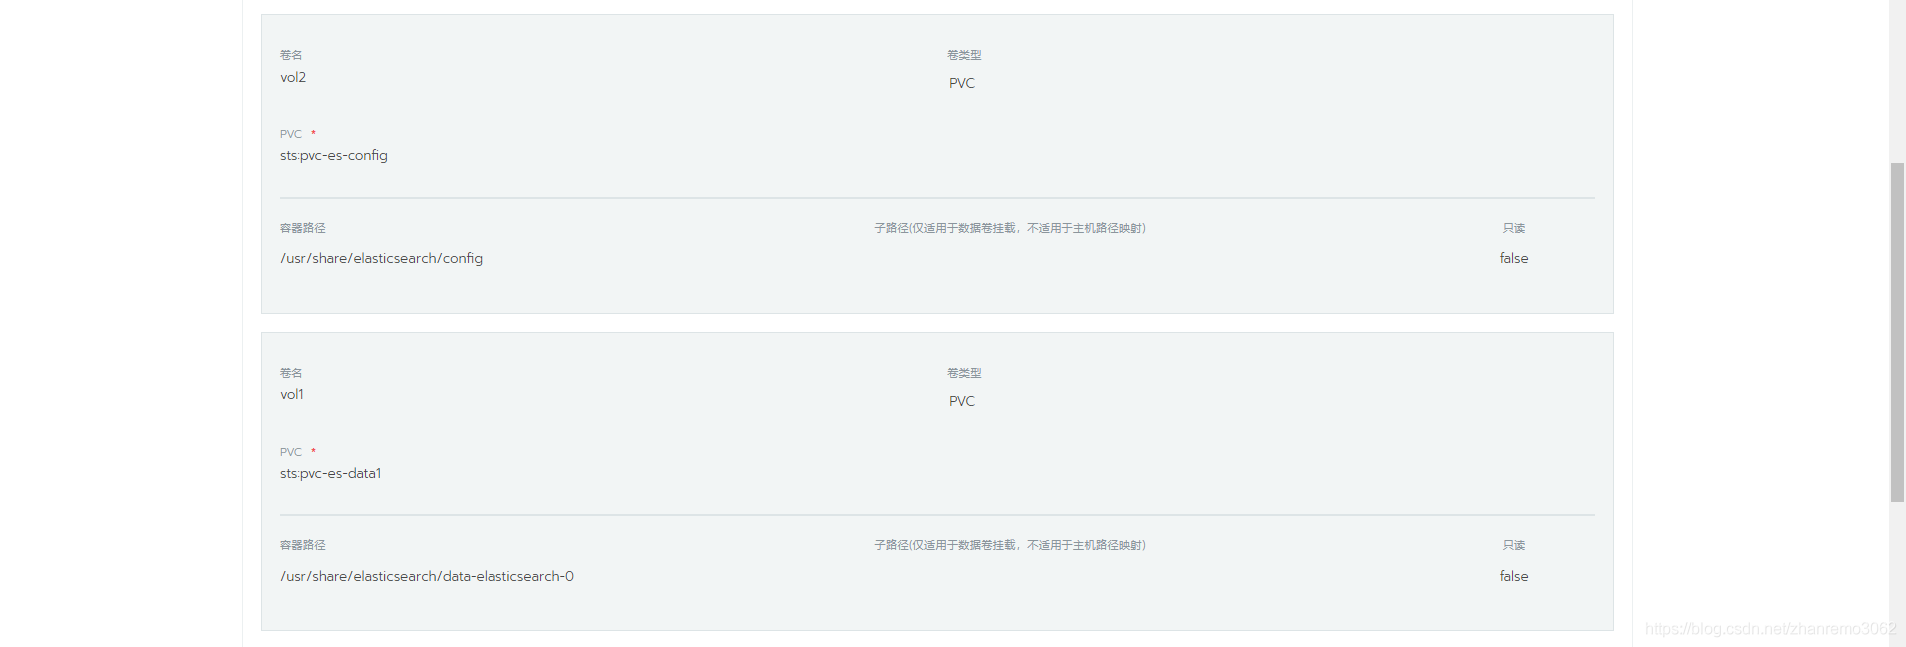 卷名 卷类型
vol2 PVC
PVC *
sts:pvc-es-config
容器路径 子路径(仅适用于数据卷挂载，不适用于主机路径映射) 只读
/usr/share/elasticsearch/config false
卷名 卷类型
vol1 PVC
PVC *
sts:pvc-es-data1
容器路径 子路径(仅适用于数据卷挂载，不适用于主机路径映射) 只读
/usr/share/elasticsearch/data-elasticsearch-0 false
https://blog.csdn.net/zhanremo3062